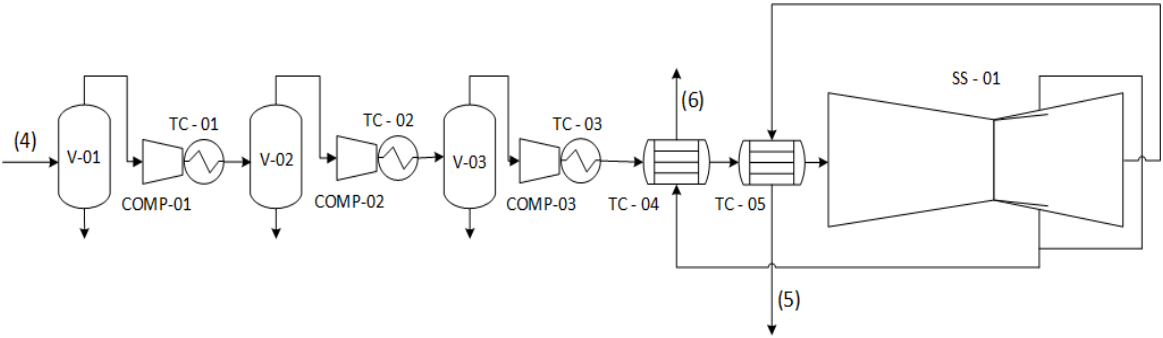 SS - 01
(6)
TC - 01
TC - 02
TC - 03
(4)
V-01
V-02
V-03
COMP-01
COMP-02
COMP-03
TC - 04
TC - 05
(5)